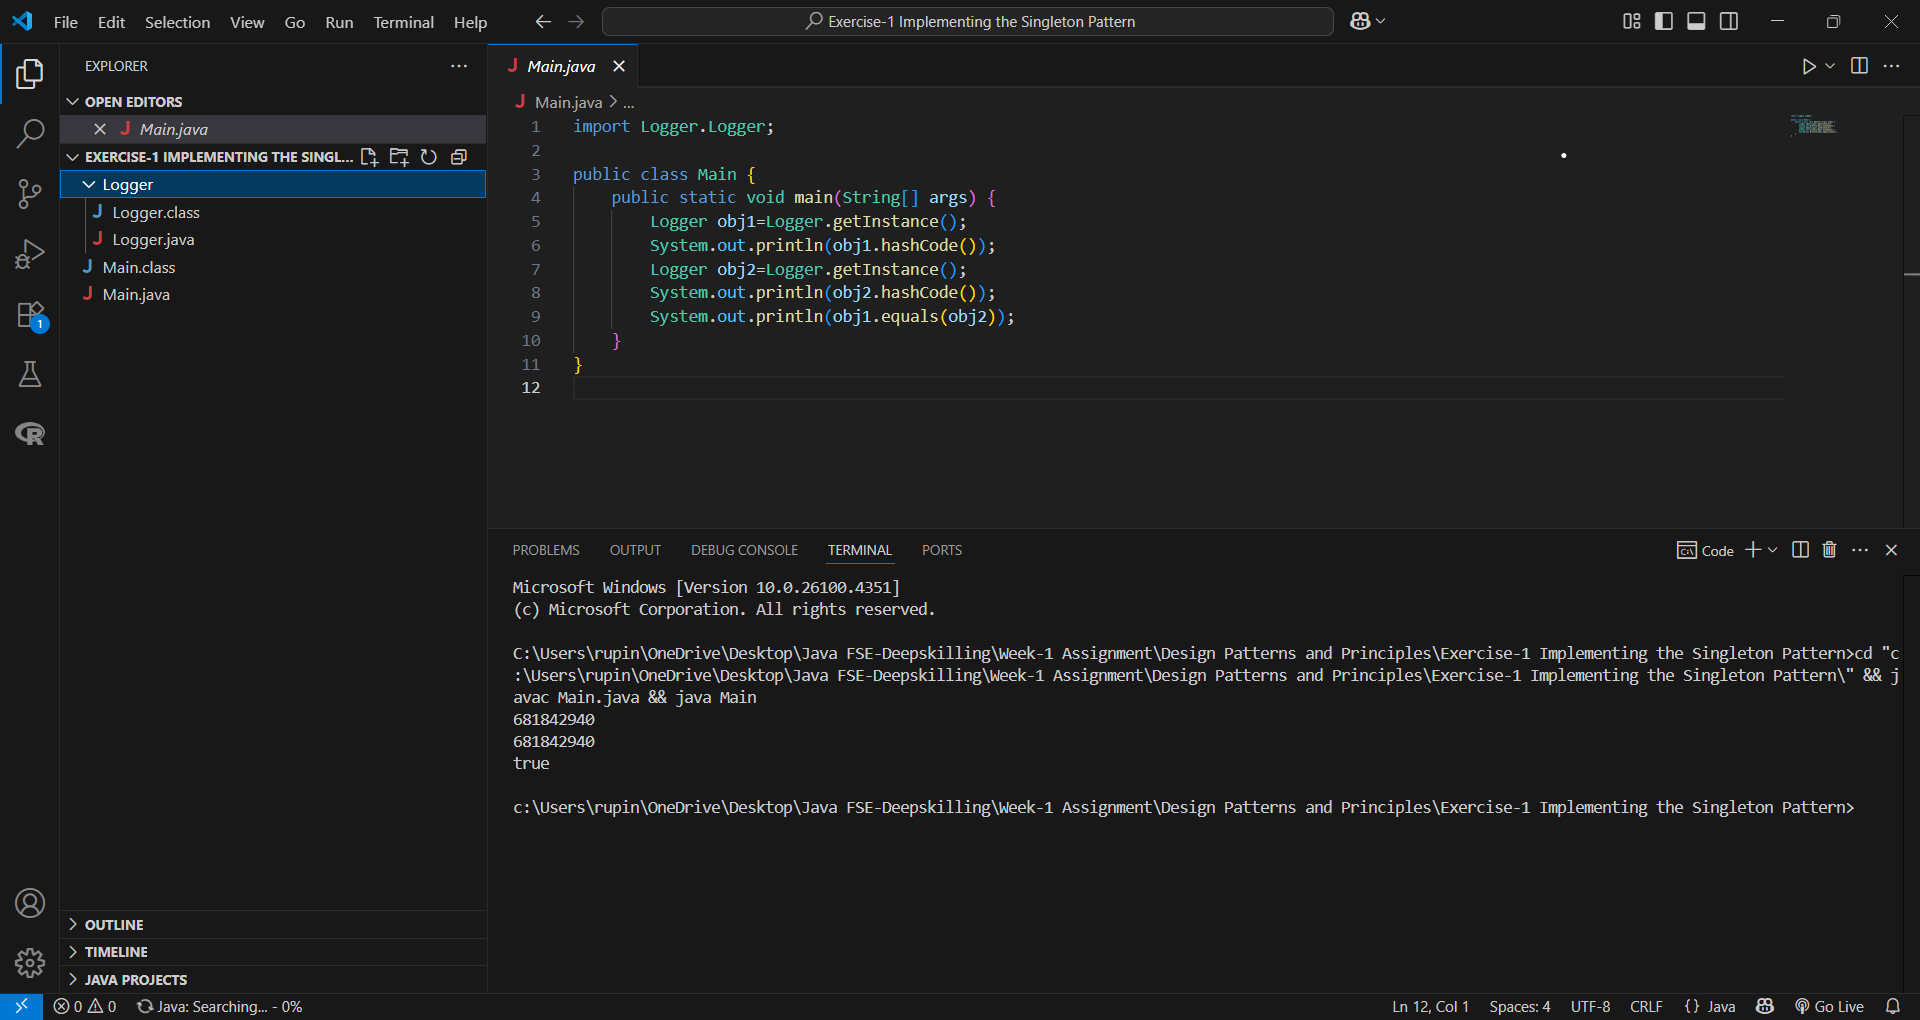 File Edit Selection View Go Run Terminal Help
Exercise-1 Implementing the Singleton Pattern
EXPLORER
OPEN EDITORS
Main.java
EXERCISE-1 IMPLEMENTING THE SINGL...
Logger
Logger.class
Logger.java
Main.class
Main.java
1
OUTLINE
TIMELINE
JAVA PROJECTS
Main.java
Main.java > ...
1 import Logger.Logger;
2
3 public class Main {
4 public static void main(String[] args) {
5 Logger obj1=Logger.getInstance();
6 System.out.println(obj1.hashCode());
7 Logger obj2=Logger.getInstance();
8 System.out.println(obj2.hashCode());
9 System.out.println(obj1.equals(obj2));
10 }
11 }
12
PROBLEMS OUTPUT DEBUG CONSOLE TERMINAL PORTS
Code
Microsoft Windows [Version 10.0.26100.4351]
(c) Microsoft Corporation. All rights reserved.
C:\Users\rupin\OneDrive\Desktop\Java FSE-Deepskilling\Week-1 Assignment\Design Patterns and Principles\Exercise-1 Implementing the Singleton Pattern>cd "c
:\Users\rupin\OneDrive\Desktop\Java FSE-Deepskilling\Week-1 Assignment\Design Patterns and Principles\Exercise-1 Implementing the Singleton Pattern\" && j
avac Main.java && java Main
681842940
681842940
true
c:\Users\rupin\OneDrive\Desktop\Java FSE-Deepskilling\Week-1 Assignment\Design Patterns and Principles\Exercise-1 Implementing the Singleton Pattern>
0 0 Java: Searching... - 0%
Ln 12, Col 1 Spaces: 4 UTF-8 CRLF {} Java Go Live